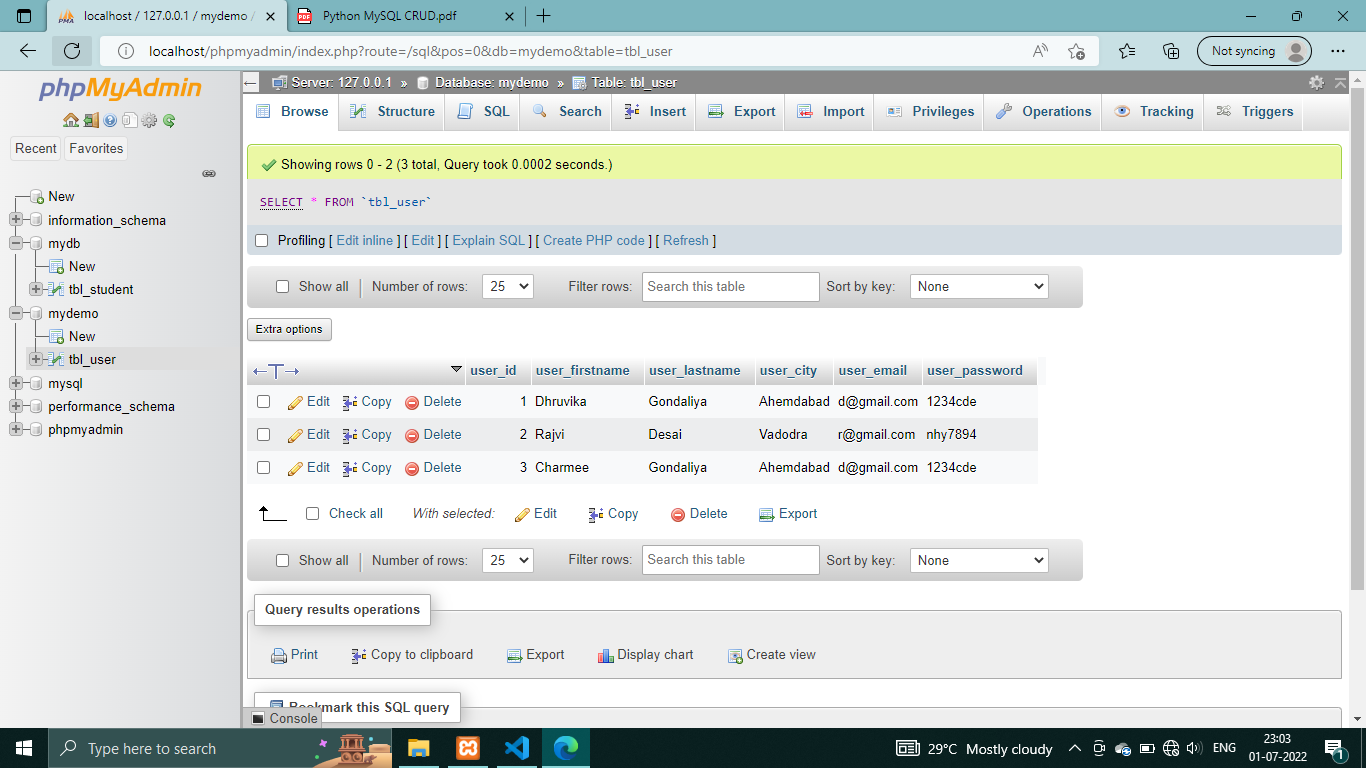 localhost / 127.0.0.1 / mydemo /
Python MySQL CRUD.pdf
localhost/phpmyadmin/index.php?route=/sql&pos=0&db=mydemo&table=tbl_user
Not syncing
phpMyAdmin
Recent Favorites
New
information_schema
mydb
New
tbl_student
mydemo
New
tbl_user
mysql
performance_schema
phpmyadmin
Server: 127.0.0.1 » Database: mydemo » Table: tbl_user
Browse Structure SQL Search Insert Export Import Privileges Operations Tracking Triggers
Showing rows 0 - 2 (3 total, Query took 0.0002 seconds.)
SELECT * FROM `tbl_user`
Profiling [ Edit inline ] [ Edit ] [ Explain SQL ] [ Create PHP code ] [ Refresh ]
Show all Number of rows: 25 Filter rows: Search this table Sort by key: None
Extra options
user_id user_firstname user_lastname user_city user_email user_password
Edit Copy Delete 1 Dhruvika Gondaliya Ahemdabad d@gmail.com 1234cde
Edit Copy Delete 2 Rajvi Desai Vadodra r@gmail.com nhy7894
Edit Copy Delete 3 Charmee Gondaliya Ahemdabad d@gmail.com 1234cde
Check all With selected: Edit Copy Delete Export
Show all Number of rows: 25 Filter rows: Search this table Sort by key: None
Query results operations
Print Copy to clipboard Export Display chart Create view
Bookmark this SQL query
Console
Type here to search
29°C Mostly cloudy
ENG
23:03
01-07-2022
1